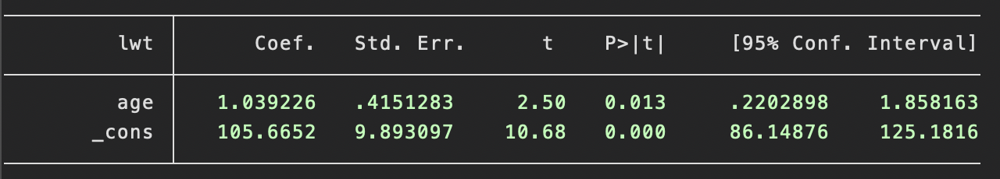 lwt Coef. Std. Err. t P>|t| [95% Conf. Interval]
age 1.039226 .4151283 2.50 0.013 .2202898 1.858163
_cons 105.6652 9.893097 10.68 0.000 86.14876 125.1816